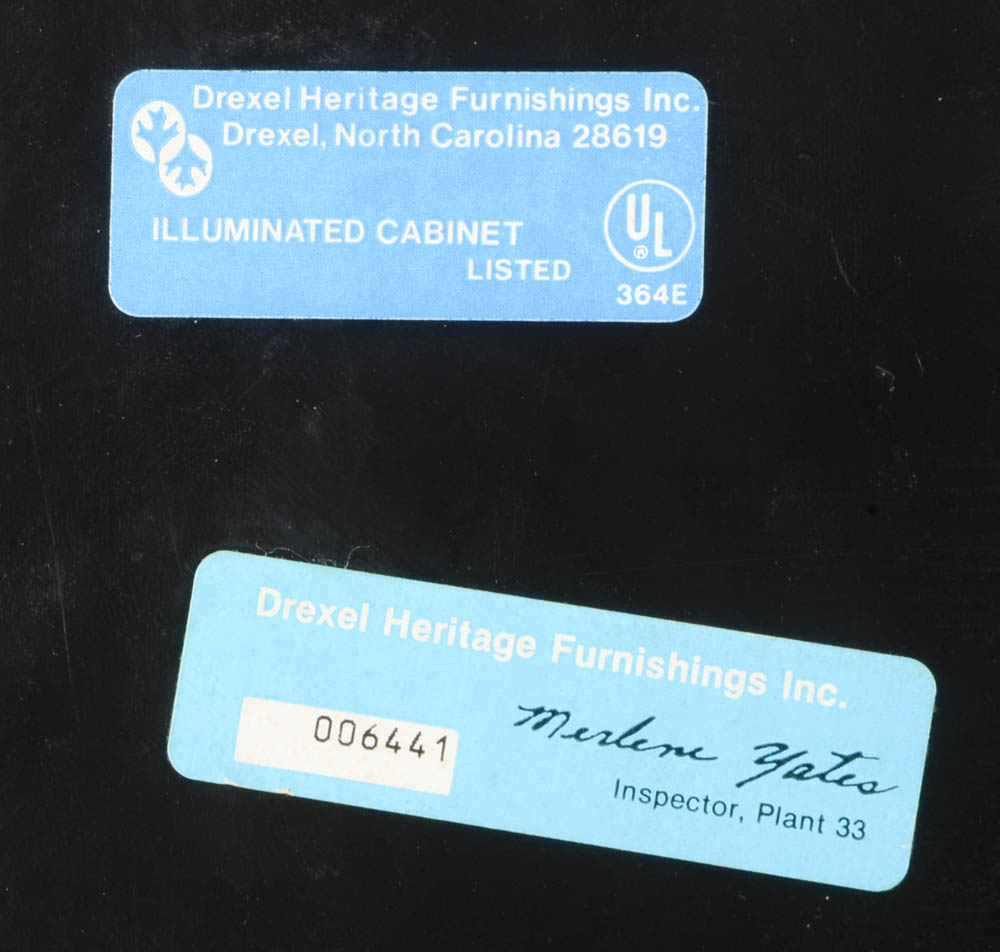 Drexel Heritage Furnishings Inc.
Drexel, North Carolina 28619
ILLUMINATED CABINET
LISTED
UL®
364E
Drexel Heritage Furnishings Inc.
006441
Merlene Yates
Inspector, Plant 33